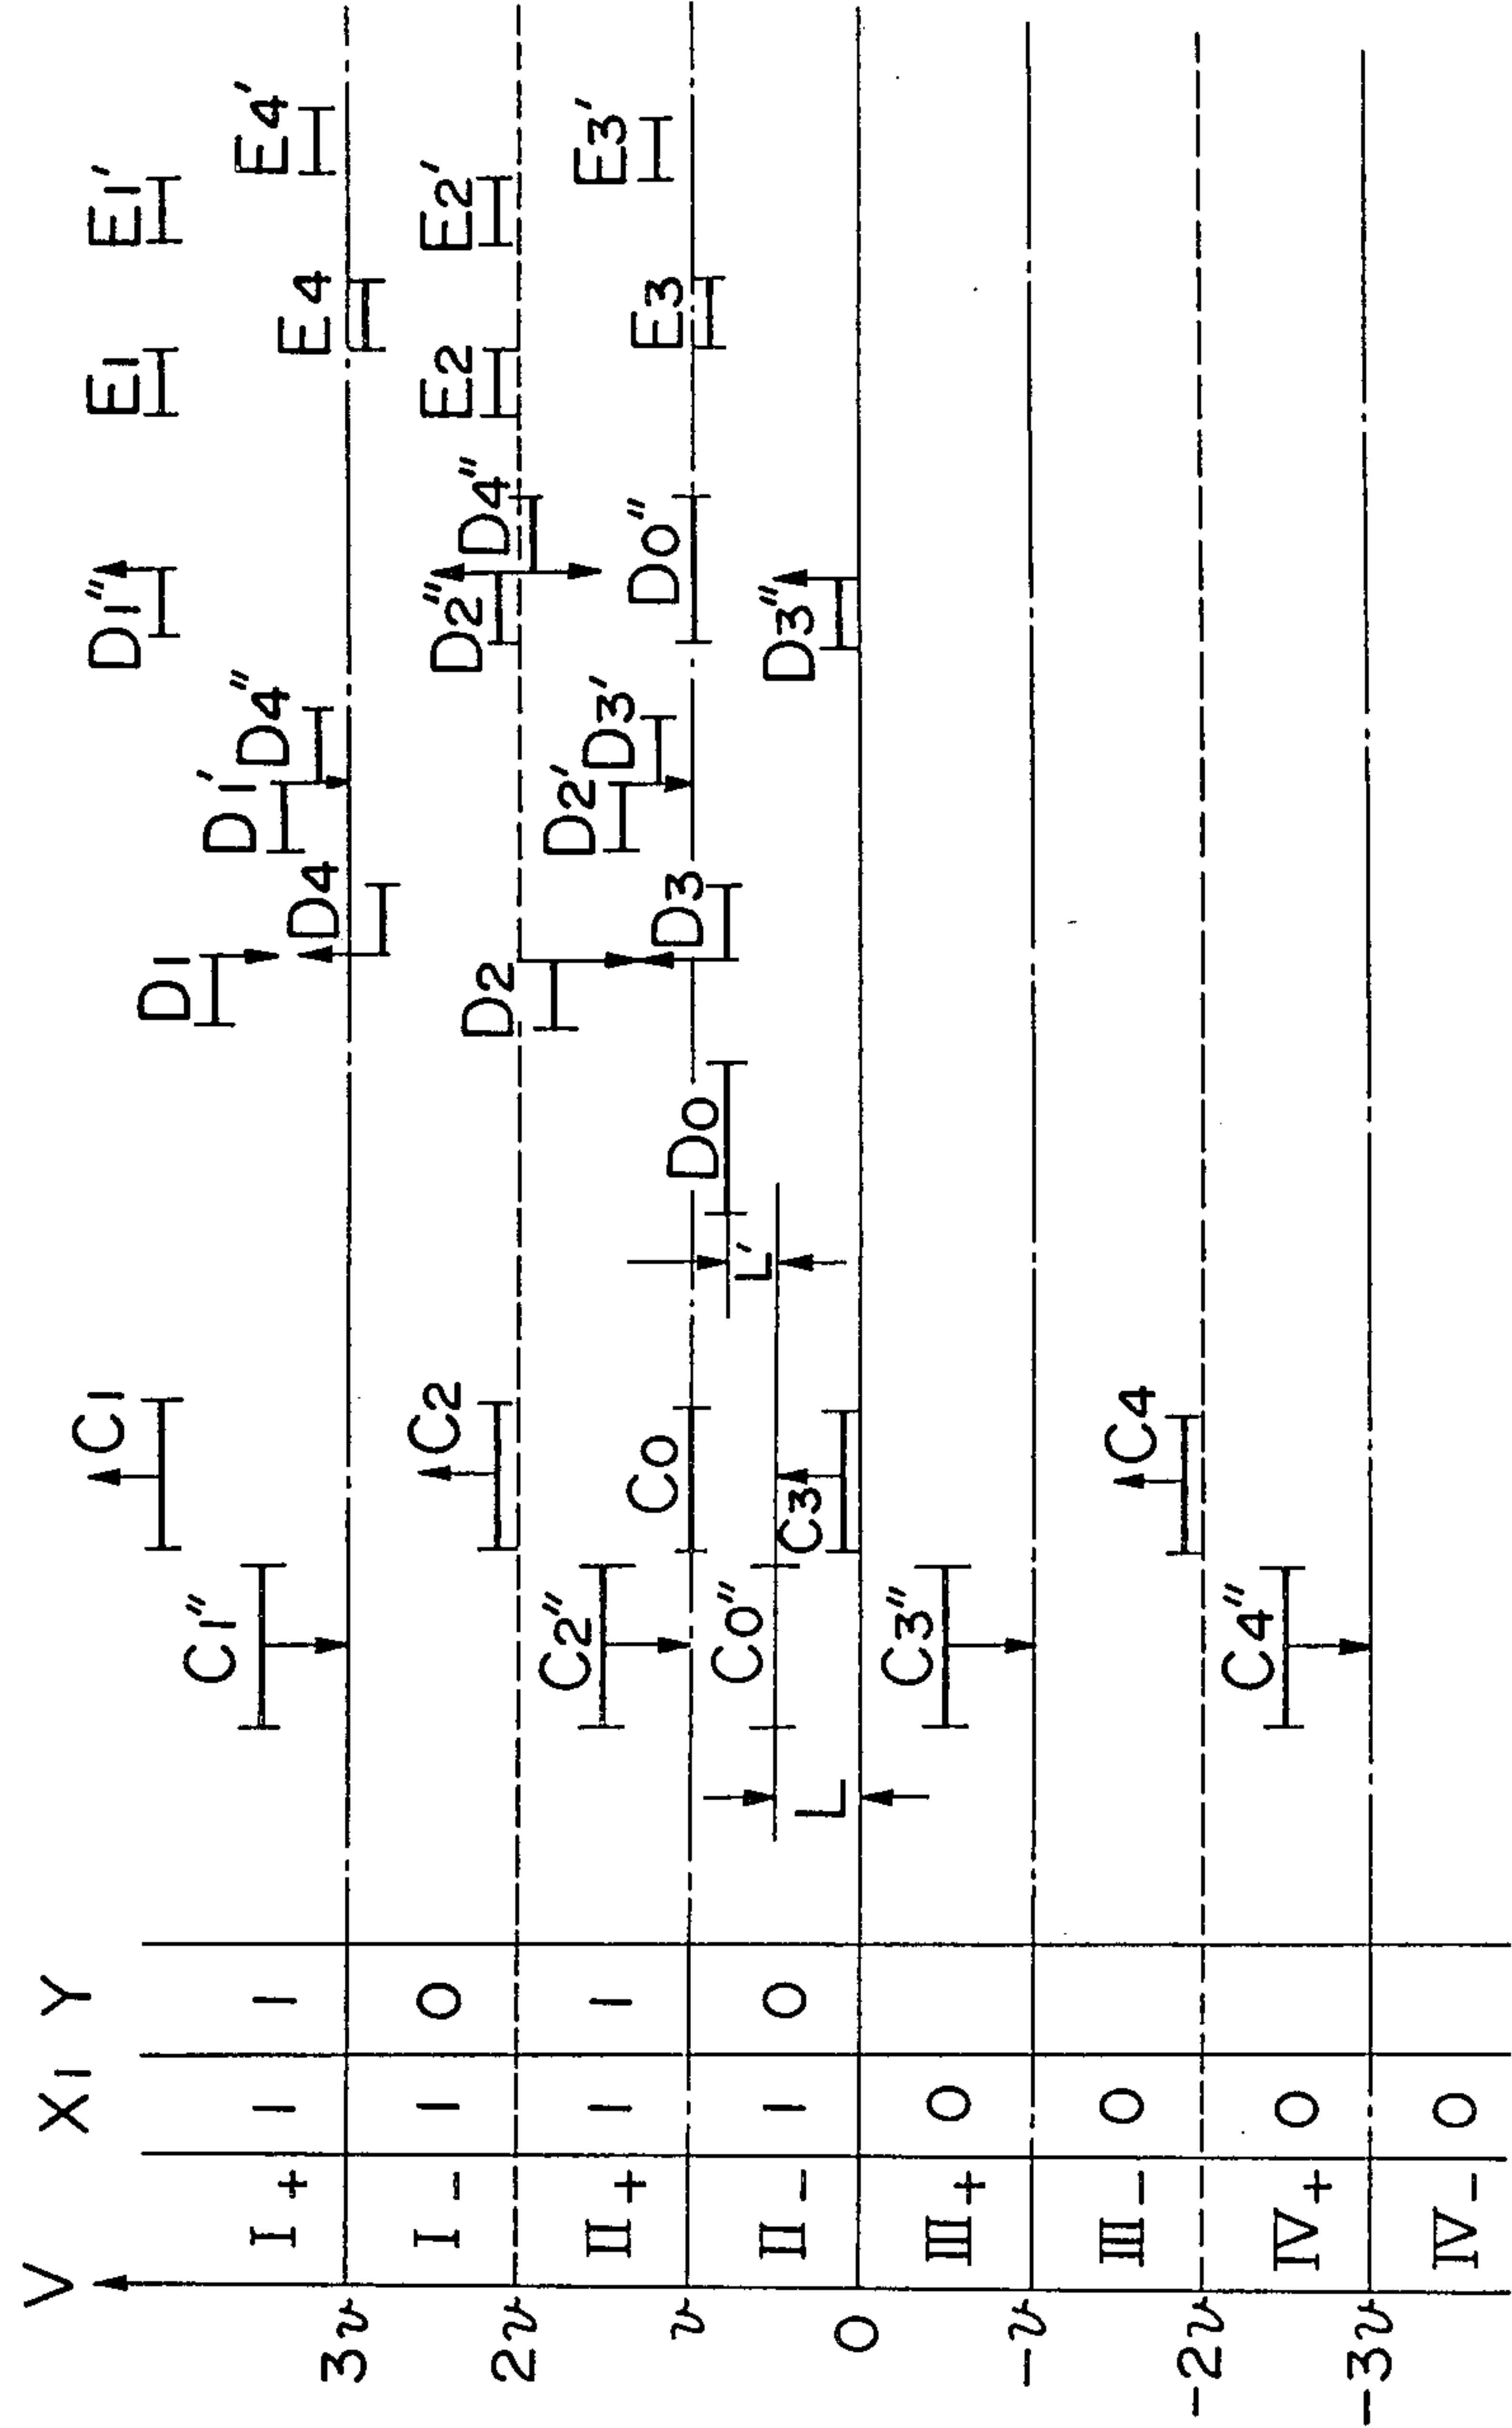 V X1 Y
I+ 1 1
3v
I- 1 0
2v
II+ 1 1
v
II- 1 0
0
III+ 0
-v
III- 0
-2v
IV+ 0
-3v
IV- 0
C1" C1 D1 D1' D4" D1" E1 E1'
D4 E4 E4'
C2" C2 D2 D2' D3' D2" D4" E2 E2'
C0" C0 D0 D3 D0" E3 E3'
L C3 L' D3"
C3"
C4" C4